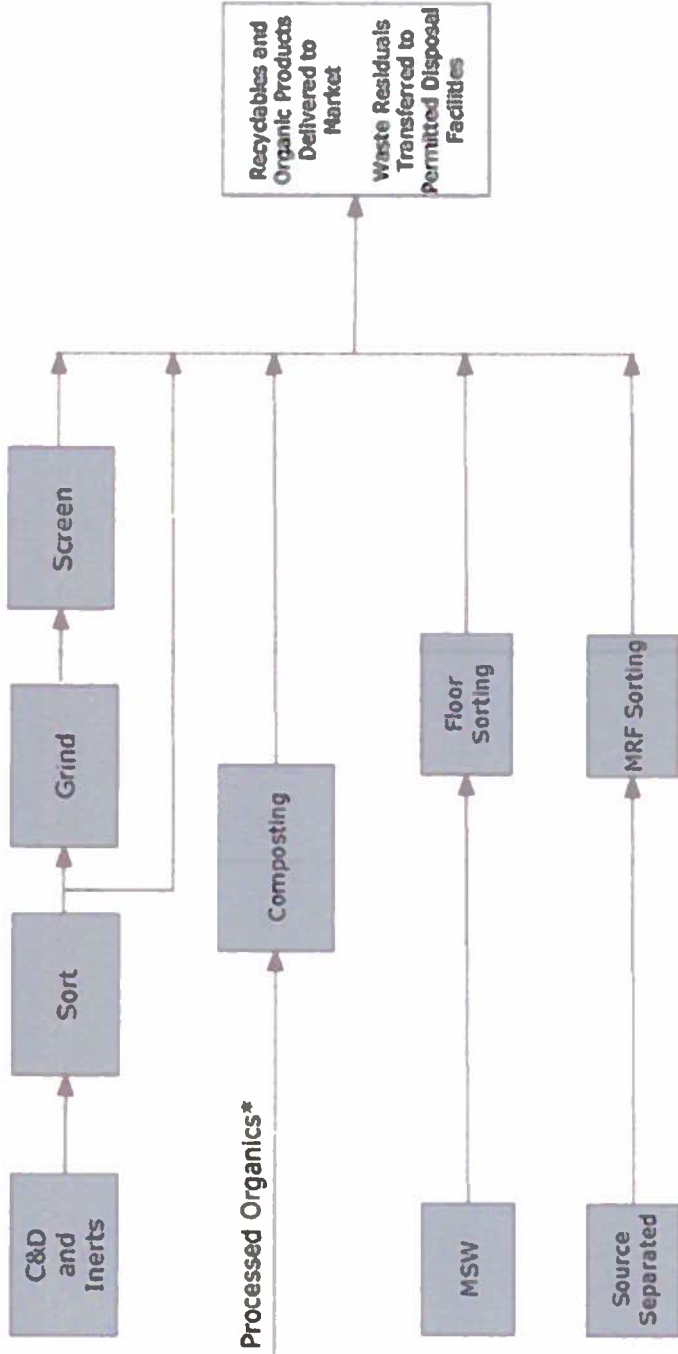 C&D
and
Inerts
Sort
Grind
Screen
Processed Organics*
Composting
MSW
Floor
Sorting
Source
Separated
MRF Sorting
Recyclables and
Organic Products
Delivered to
Market
Waste Residuals
Transferred to
Permitted Disposal
Facilities